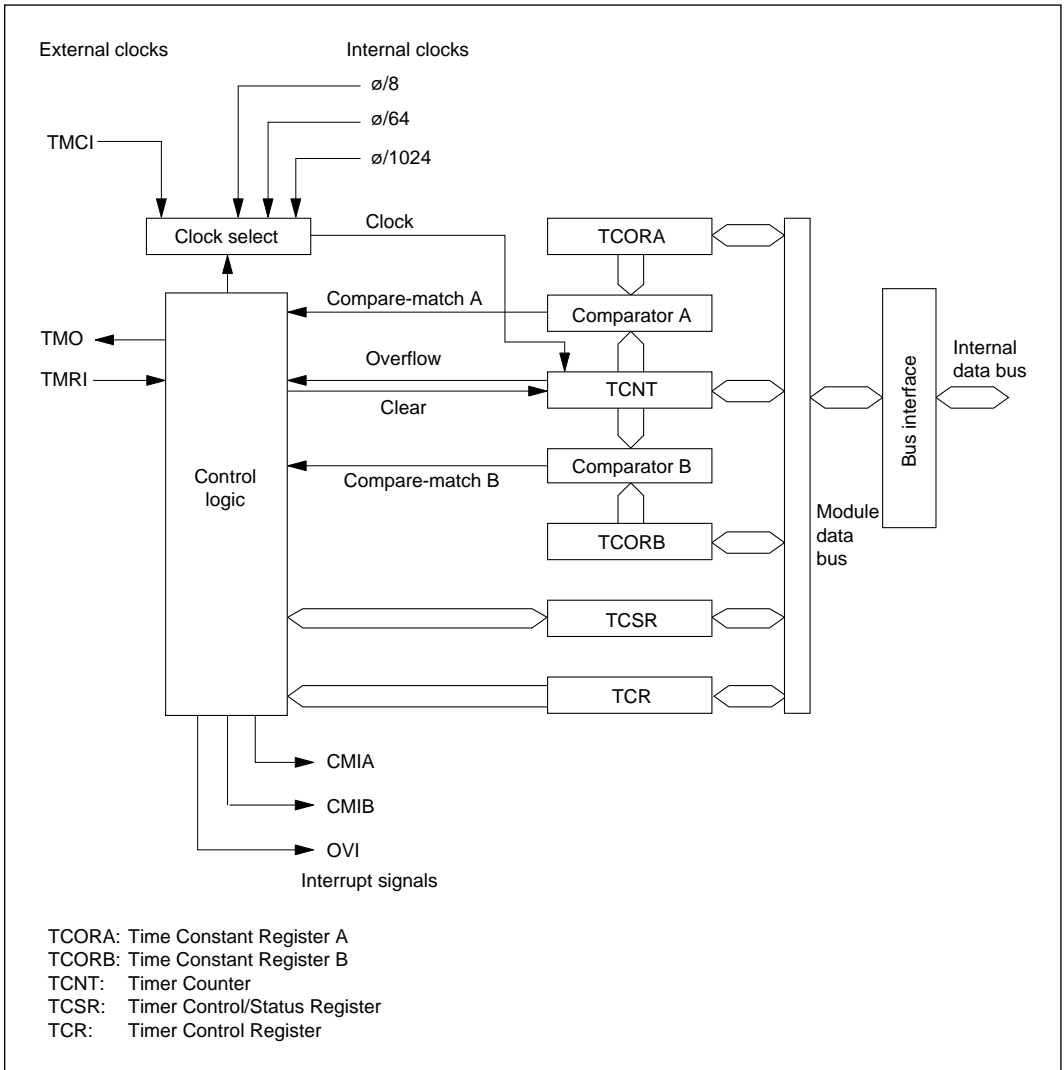 External clocks
Internal clocks
ø/8
ø/64
ø/1024
TMCI
Clock select
Clock
TCORA
Compare-match A
Comparator A
TMO
TMRI
Overflow
TCNT
Clear
Internal
data bus
Bus interface
Control
logic
Compare-match B
Comparator B
TCORB
Module
data
bus
TCSR
TCR
CMIA
CMIB
OVI
Interrupt signals
TCORA: Time Constant Register A
TCORB: Time Constant Register B
TCNT: Timer Counter
TCSR: Timer Control/Status Register
TCR: Timer Control Register